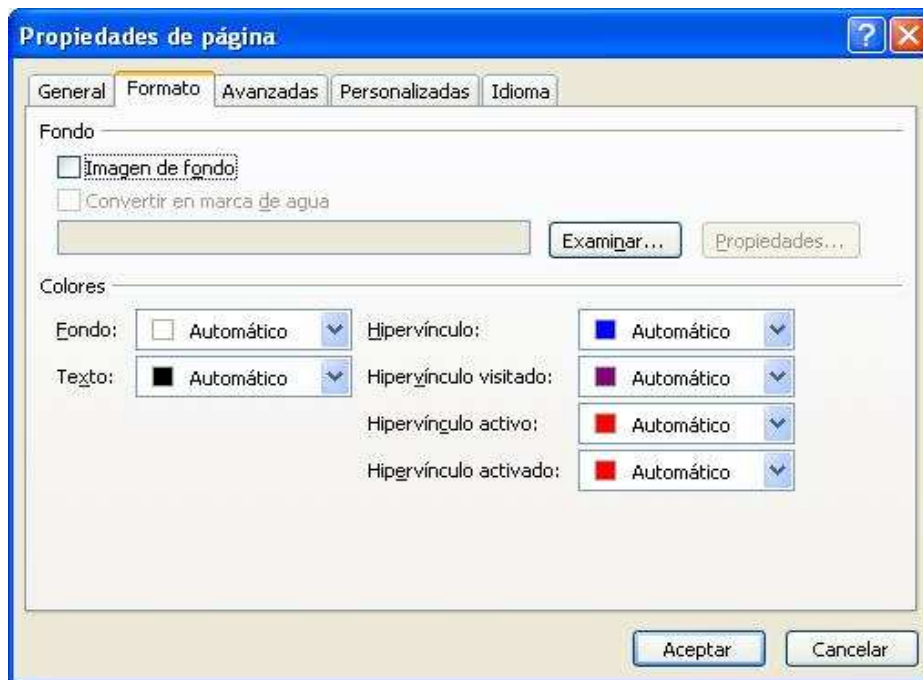 Propiedades de página
General Formato Avanzadas Personalizadas Idioma
Fondo
Imagen de fondo
Convertir en marca de agua
Examinar... Propiedades...
Colores
Fondo: Automático Hipervínculo: Automático
Texto: Automático Hipervínculo visitado: Automático
Hipervínculo activo: Automático
Hipervínculo activado: Automático
Aceptar Cancelar